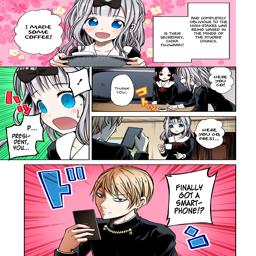 AND COMPLETELY
OBLIVIOUS TO THE
HIGH-STAKES WAR
BEING WAGED IN
THE MINDS OF
THE STUDENT
COUNCIL
IS THEIR
SECRETARY,
CHIKA
FUJIWARA!!
I MADE
SOME
COFFEE!
HERE
YOU GO!
THANK
YOU.
HERE
YOU GO,
PRESI...
P...
PRESI-
DENT,
YOU...
FINALLY
GOT A
SMART-
PHONE!?